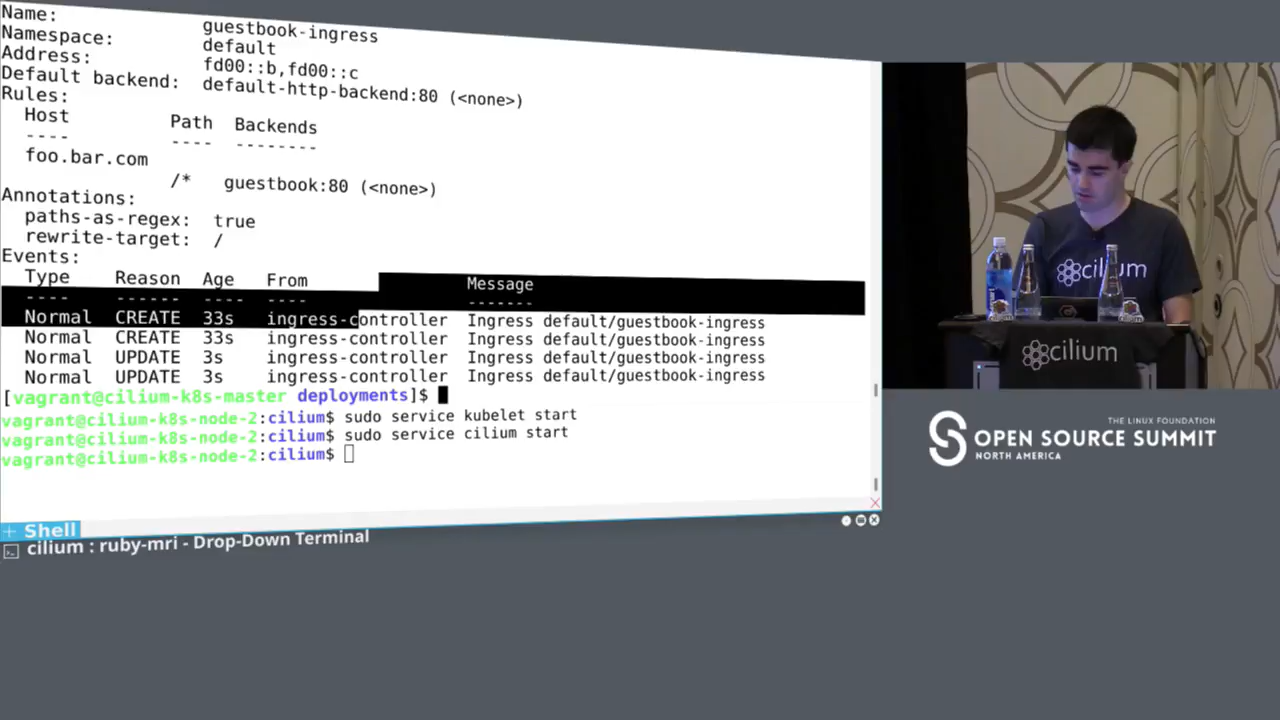 Name: guestbook-ingress
Namespace: default
Address: fd00::b,fd00::c
Default backend: default-http-backend:80 (<none>)
Rules:
Host Path Backends
---- ---- --------
foo.bar.com
/* guestbook:80 (<none>)
Annotations:
paths-as-regex: true
rewrite-target: /
Events:
Type Reason Age From Message
---- ------ ---- ---- -------
Normal CREATE 33s ingress-controller Ingress default/guestbook-ingress
Normal CREATE 33s ingress-controller Ingress default/guestbook-ingress
Normal UPDATE 3s ingress-controller Ingress default/guestbook-ingress
Normal UPDATE 3s ingress-controller Ingress default/guestbook-ingress
[vagrant@cilium-k8s-master deployments]$
vagrant@cilium-k8s-node-2:cilium$ sudo service kubelet start
vagrant@cilium-k8s-node-2:cilium$ sudo service cilium start
vagrant@cilium-k8s-node-2:cilium$
+ Shell
cilium : ruby-mri - Drop-Down Terminal
cilium
cilium
THE LINUX FOUNDATION
OPEN SOURCE SUMMIT
NORTH AMERICA